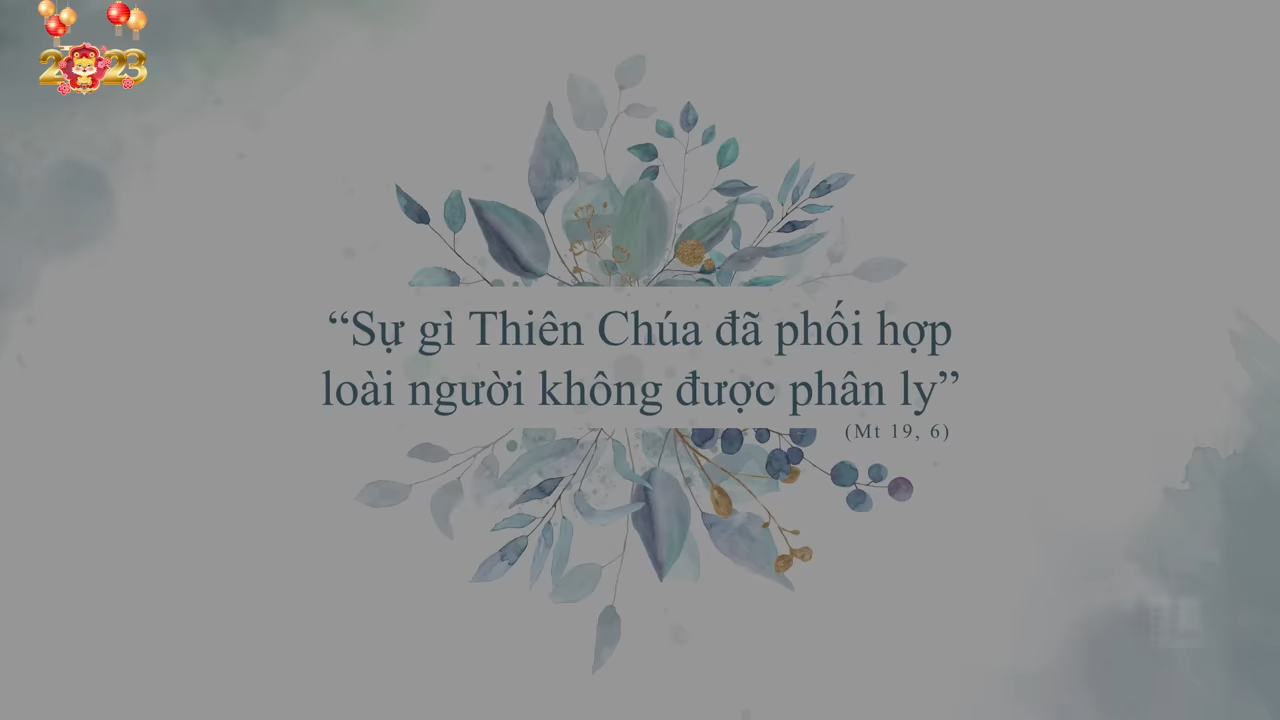 2023
“Sự gì Thiên Chúa đã phối hợp
loài người không được phân ly”
(Mt 19, 6)